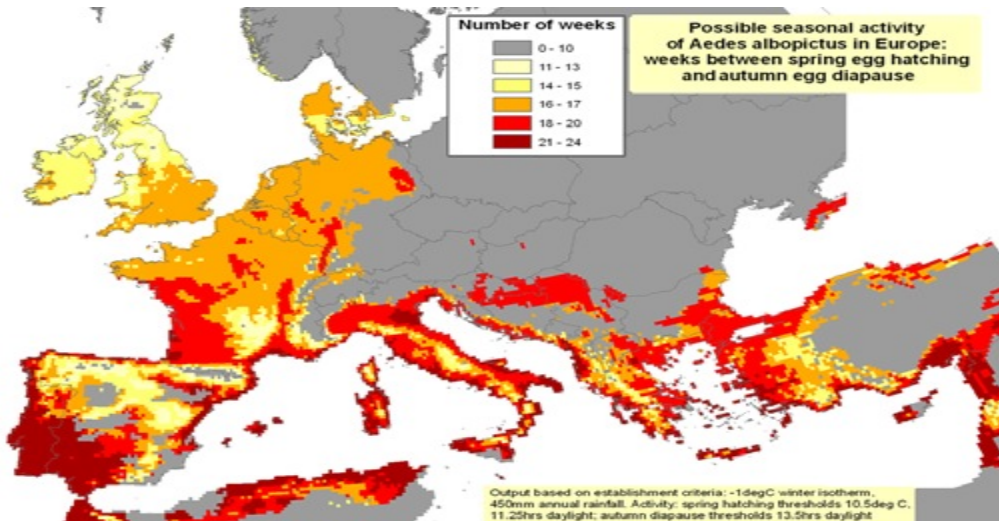 Number of weeks
0 - 10
11 - 13
14 - 15
16 - 17
18 - 20
21 - 24
Possible seasonal activity
of Aedes albopictus in Europe:
weeks between spring egg hatching
and autumn egg diapause
Output based on establishment criteria: -1degC winter isotherm,
450mm annual rainfall. Activity: spring hatching thresholds 10.5deg C,
11.25hrs daylight; autumn diapause thresholds 13.5hrs daylight